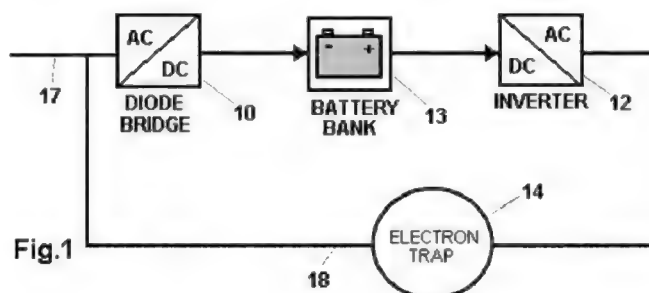 AC
DC
- +
DC
AC
17
DIODE
BRIDGE
10
BATTERY
BANK
13
INVERTER
12
14
ELECTRON
TRAP
Fig.1
18